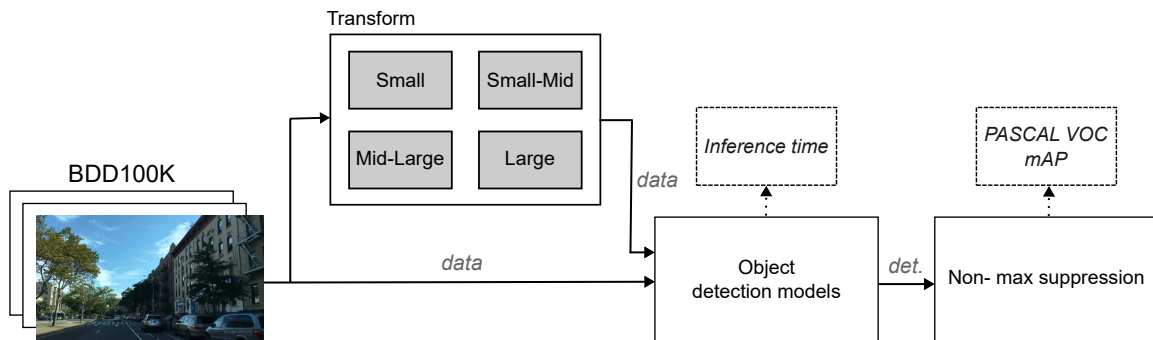 Transform
Small
Small-Mid
Mid-Large
Large
BDD100K
data
data
Inference time
PASCAL VOC
mAP
Object
detection models
det.
Non- max suppression